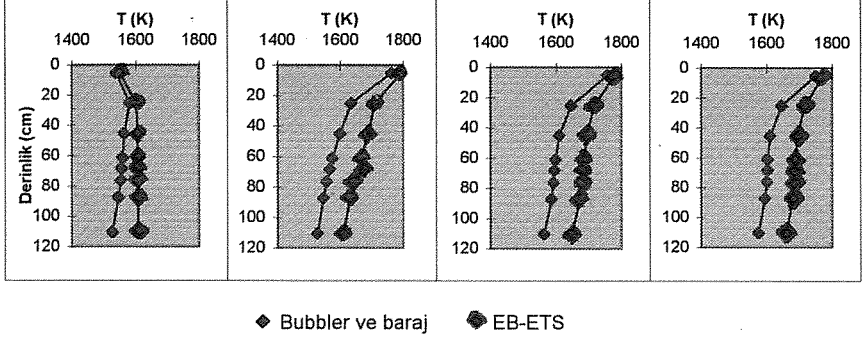 T (K) T (K) T (K) T (K)
1400 1600 1800 1400 1600 1800 1400 1600 1800 1400 1600 1800
Derinlik (cm)
0 0 0 0
20 20 20 20
40 40 40 40
60 60 60 60
80 80 80 80
100 100 100 100
120 120 120 120
Bubbler ve baraj EB-ETS